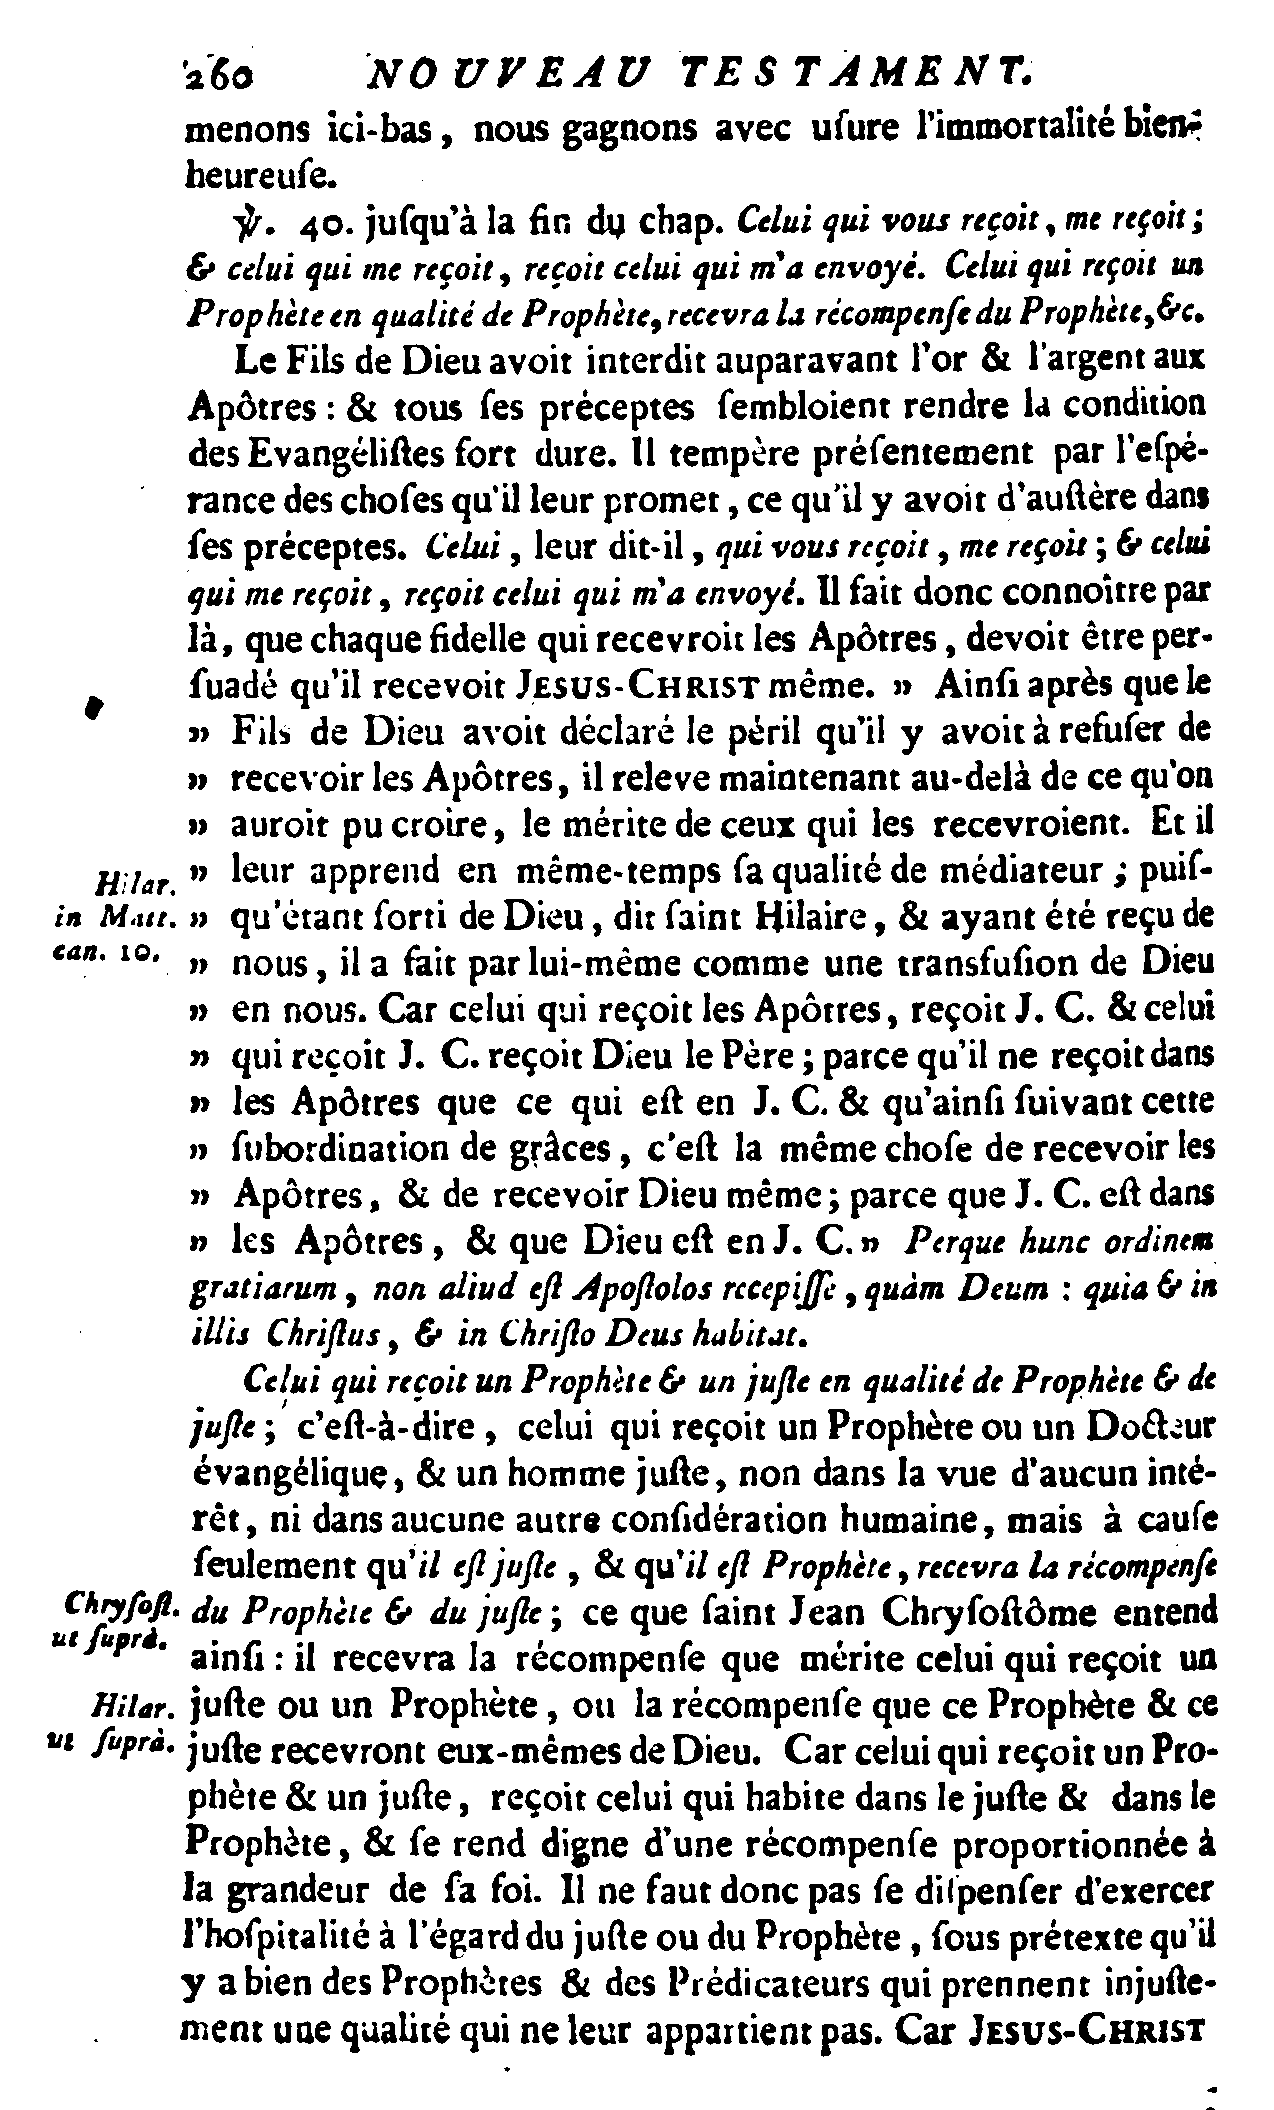 260 NOUVEAU TESTAMENT.
menons ici-bas, nous gagnons avec uſure l'immortalité bien-
heureuſe.
℣. 40. juſqu'à la fin du chap. Celui qui vous reçoit, me reçoit;
& celui qui me reçoit, reçoit celui qui m'a envoyé. Celui qui reçoit un
Prophète en qualité de Prophète, recevra la récompenſe du Prophète, &c.
Le Fils de Dieu avoit interdit auparavant l'or & l'argent aux
Apôtres : & tous ſes préceptes ſembloient rendre la condition
des Evangéliſtes fort dure. Il tempère préſentement par l'eſpé-
rance des choſes qu'il leur promet, ce qu'il y avoit d'auſtère dans
ſes préceptes. Celui, leur dit-il, qui vous reçoit, me reçoit ; & celui
qui me reçoit, reçoit celui qui m'a envoyé. Il fait donc connoître par
là, que chaque fidelle qui recevroit les Apôtres, devoit être per-
ſuadé qu'il recevoit JESUS-CHRIST même. » Ainſi après que le
» Fils de Dieu avoit déclaré le péril qu'il y avoit à refuſer de
» recevoir les Apôtres, il releve maintenant au-delà de ce qu'on
» auroit pu croire, le mérite de ceux qui les recevroient. Et il
Hilar. » leur apprend en même-temps ſa qualité de médiateur ; puiſ-
in Matt. » qu'étant ſorti de Dieu, dit ſaint Hilaire, & ayant été reçu de
can. 10. » nous, il a fait par lui-même comme une transfuſion de Dieu
» en nous. Car celui qui reçoit les Apôtres, reçoit J. C. & celui
» qui reçoit J. C. reçoit Dieu le Père ; parce qu'il ne reçoit dans
» les Apôtres que ce qui eſt en J. C. & qu'ainſi ſuivant cette
» ſubordination de grâces, c'eſt la même choſe de recevoir les
» Apôtres, & de recevoir Dieu même ; parce que J. C. eſt dans
» les Apôtres, & que Dieu eſt en J. C. » Perque hunc ordinem
gratiarum, non aliud eſt Apoſtolos recepiſſe, quàm Deum : quia & in
illis Chriſtus, & in Chriſto Deus habitat.
Celui qui reçoit un Prophète & un juſte en qualité de Prophète & de
juſte ; c'eſt-à-dire, celui qui reçoit un Prophète ou un Docteur
évangélique, & un homme juſte, non dans la vue d'aucun inté-
rêt, ni dans aucune autre conſidération humaine, mais à cauſe
ſeulement qu'il eſt juſte, & qu'il eſt Prophète, recevra la récompenſe
Chryſoſt. du Prophète & du juſte ; ce que ſaint Jean Chryſoſtôme entend
ut ſuprà. ainſi : il recevra la récompenſe que mérite celui qui reçoit un
Hilar. juſte ou un Prophète, ou la récompenſe que ce Prophète & ce
ut ſuprà. juſte recevront eux-mêmes de Dieu. Car celui qui reçoit un Pro-
phète & un juſte, reçoit celui qui habite dans le juſte & dans le
Prophète, & ſe rend digne d'une récompenſe proportionnée à
la grandeur de ſa foi. Il ne faut donc pas ſe diſpenſer d'exercer
l'hoſpitalité à l'égard du juſte ou du Prophète, ſous prétexte qu'il
y a bien des Prophètes & des Prédicateurs qui prennent injuſte-
ment une qualité qui ne leur appartient pas. Car JESUS-CHRIST